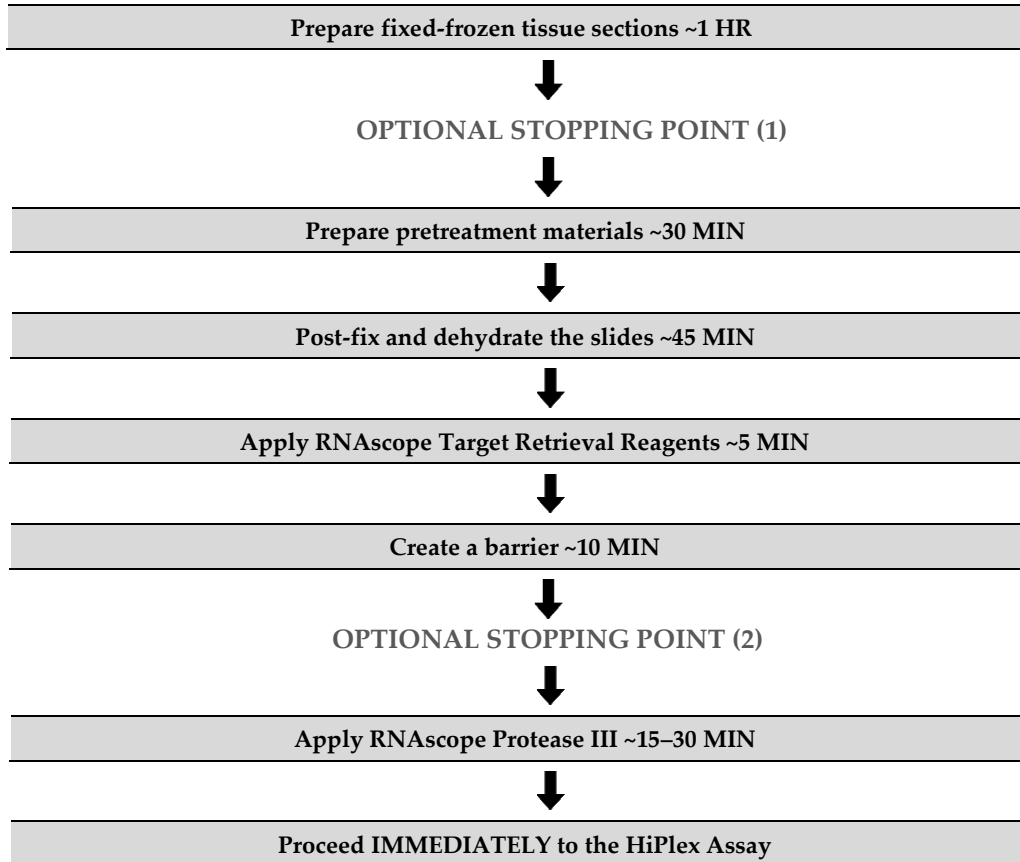 Prepare fixed-frozen tissue sections ~1 HR
OPTIONAL STOPPING POINT (1)
Prepare pretreatment materials ~30 MIN
Post-fix and dehydrate the slides ~45 MIN
Apply RNAscope Target Retrieval Reagents ~5 MIN
Create a barrier ~10 MIN
OPTIONAL STOPPING POINT (2)
Apply RNAscope Protease III ~15–30 MIN
Proceed IMMEDIATELY to the HiPlex Assay